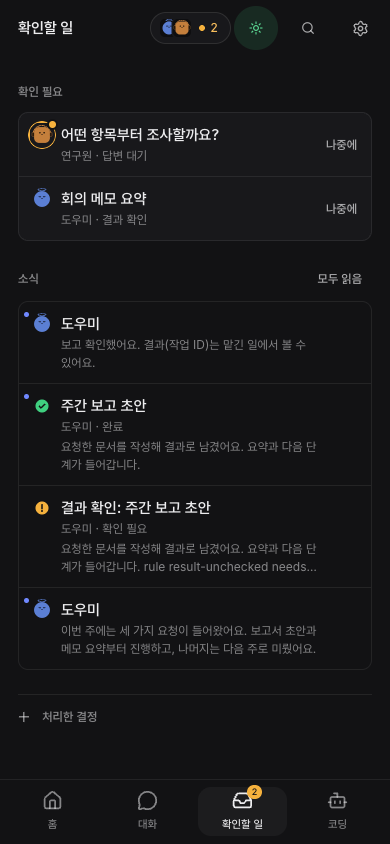 확인할 일
2
확인 필요
어떤 항목부터 조사할까요?
연구원 · 답변 대기
나중에
회의 메모 요약
도우미 · 결과 확인
나중에
소식
모두 읽음
도우미
보고 확인했어요. 결과(작업 ID)는 맡긴 일에서 볼 수
있어요.
주간 보고 초안
도우미 · 완료
요청한 문서를 작성해 결과로 남겼어요. 요약과 다음 단
계가 들어갑니다.
결과 확인: 주간 보고 초안
도우미 · 확인 필요
요청한 문서를 작성해 결과로 남겼어요. 요약과 다음 단
계가 들어갑니다. rule result-unchecked needs...
도우미
이번 주에는 세 가지 요청이 들어왔어요. 보고서 초안과
메모 요약부터 진행하고, 나머지는 다음 주로 미뤘어요.
처리한 결정
홈
대화
2
확인할 일
코딩